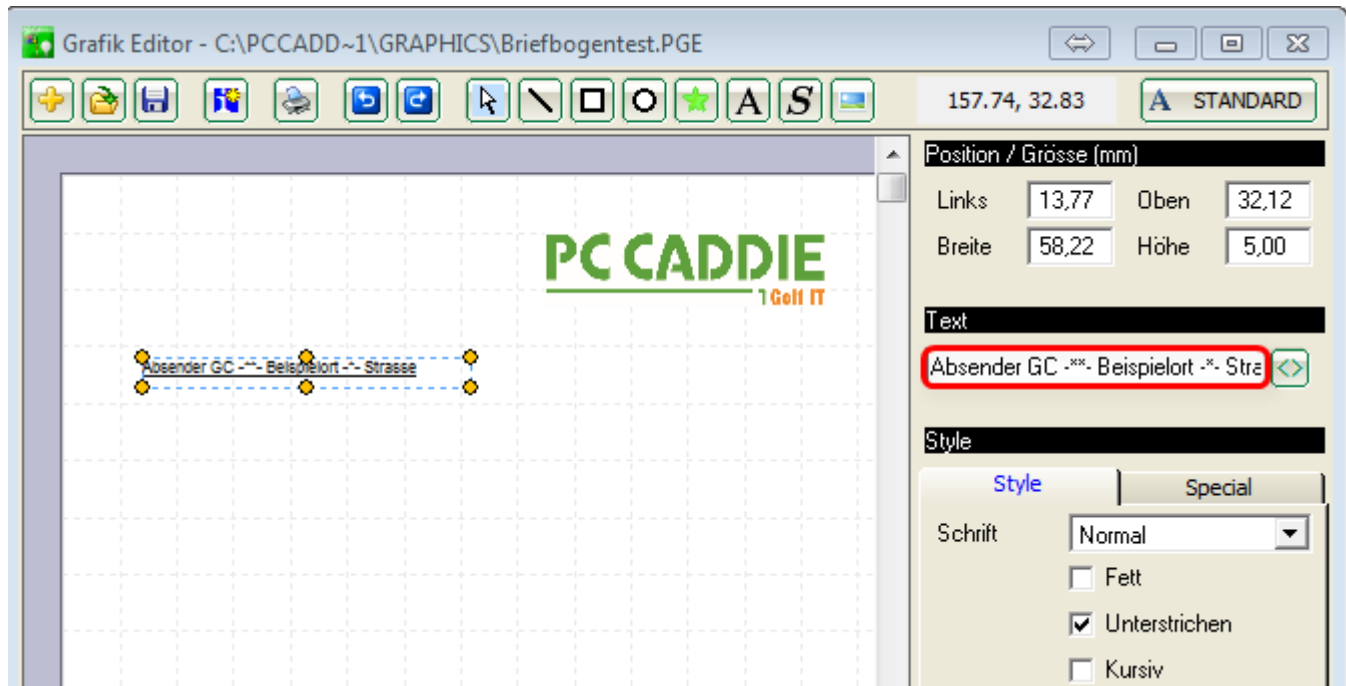 Grafik Editor - C:\PCCADD~1\GRAPHICS\Briefbogentest.PGE
A S 157.74, 32.83 A STANDARD
Position / Grösse (mm)
Links 13,77 Oben 32,12
Breite 58,22 Höhe 5,00
PC CADDIE
Golf IT
Text
Absender GC -**- Beispielort -*- Strasse
Absender GC -**- Beispielort -*- Stra <>
Style
Style Special
Schrift Normal
Fett
Unterstrichen
Kursiv